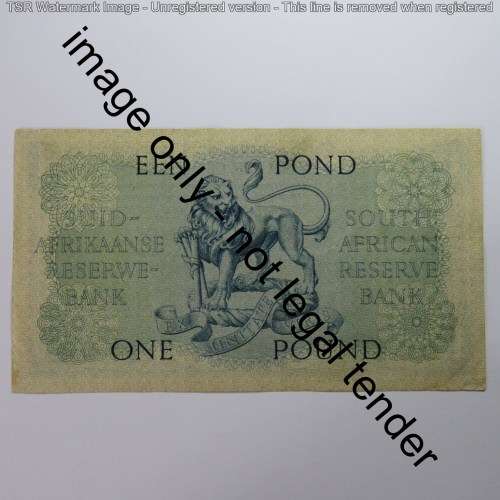 TSR Watermark Image - Unregistered version - This line is removed when registered
image only - not legal tender
EEN POND
SUID-
AFRIKAANSE
RESERWE-
BANK
SOUTH
AFRICAN
RESERVE
BANK
EX
ONE POUND